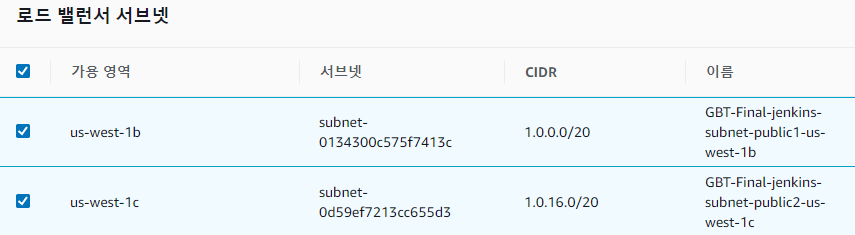 로드 밸런서 서브넷
가용 영역 서브넷 CIDR 이름
us-west-1b subnet-0134300c575f7413c 1.0.0.0/20 GBT-Final-jenkins-subnet-public1-us-west-1b
us-west-1c subnet-0d59ef7213cc655d3 1.0.16.0/20 GBT-Final-jenkins-subnet-public2-us-west-1c